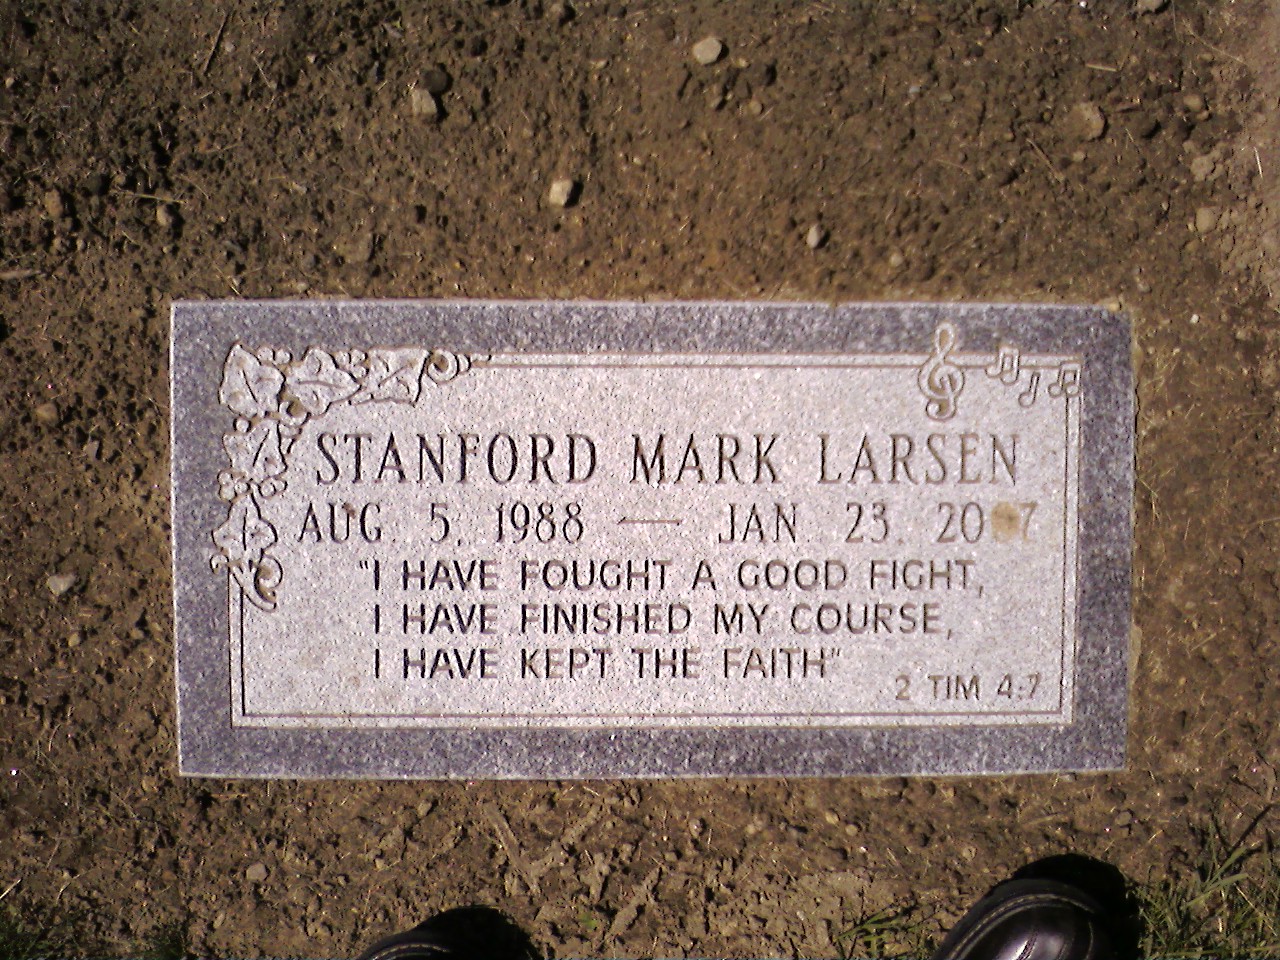 STANFORD MARK LARSEN
AUG. 5, 1988 — JAN. 23, 2007
"I HAVE FOUGHT A GOOD FIGHT,
I HAVE FINISHED MY COURSE,
I HAVE KEPT THE FAITH"
2 TIM 4:7